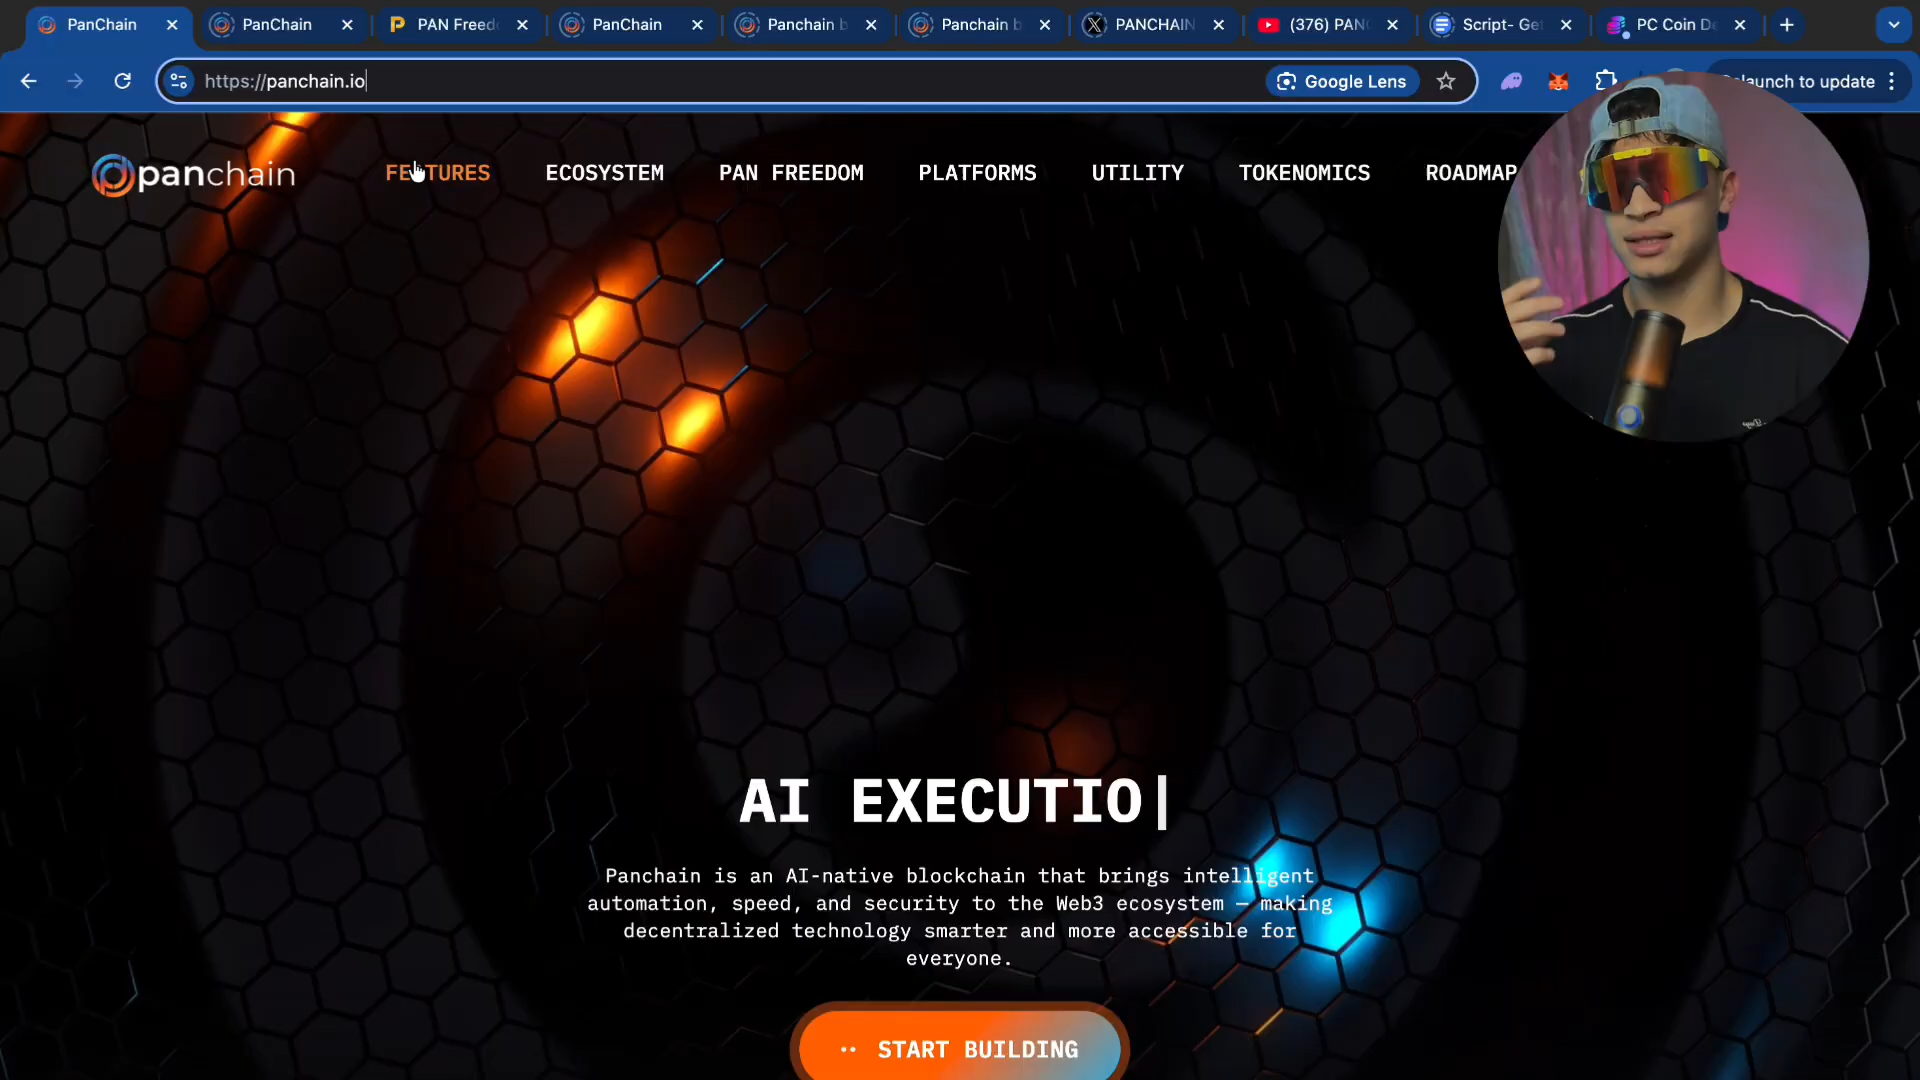 PanChain
PanChain
PAN Freed
PanChain
Panchain b
Panchain b
PANCHAIN
(376) PAN
Script- Ge
PC Coin De
https://panchain.io
Google Lens
elaunch to update
panchain
FEATURES
ECOSYSTEM
PAN FREEDOM
PLATFORMS
UTILITY
TOKENOMICS
ROADMAP
AI EXECUTIO
Panchain is an AI-native blockchain that brings intelligent
automation, speed, and security to the Web3 ecosystem — making
decentralized technology smarter and more accessible for
everyone.
START BUILDING